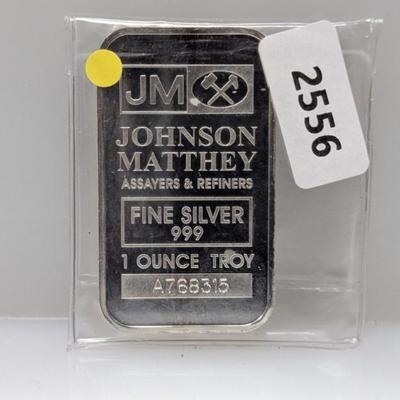 JM
JOHNSON
MATTHEY
ASSAYERS & REFINERS
FINE SILVER
999
1 OUNCE TROY
A768315
2556